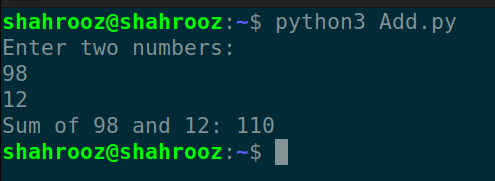 shahrooz@shahrooz:~$ python3 Add.py
Enter two numbers:
98
12
Sum of 98 and 12: 110
shahrooz@shahrooz:~$